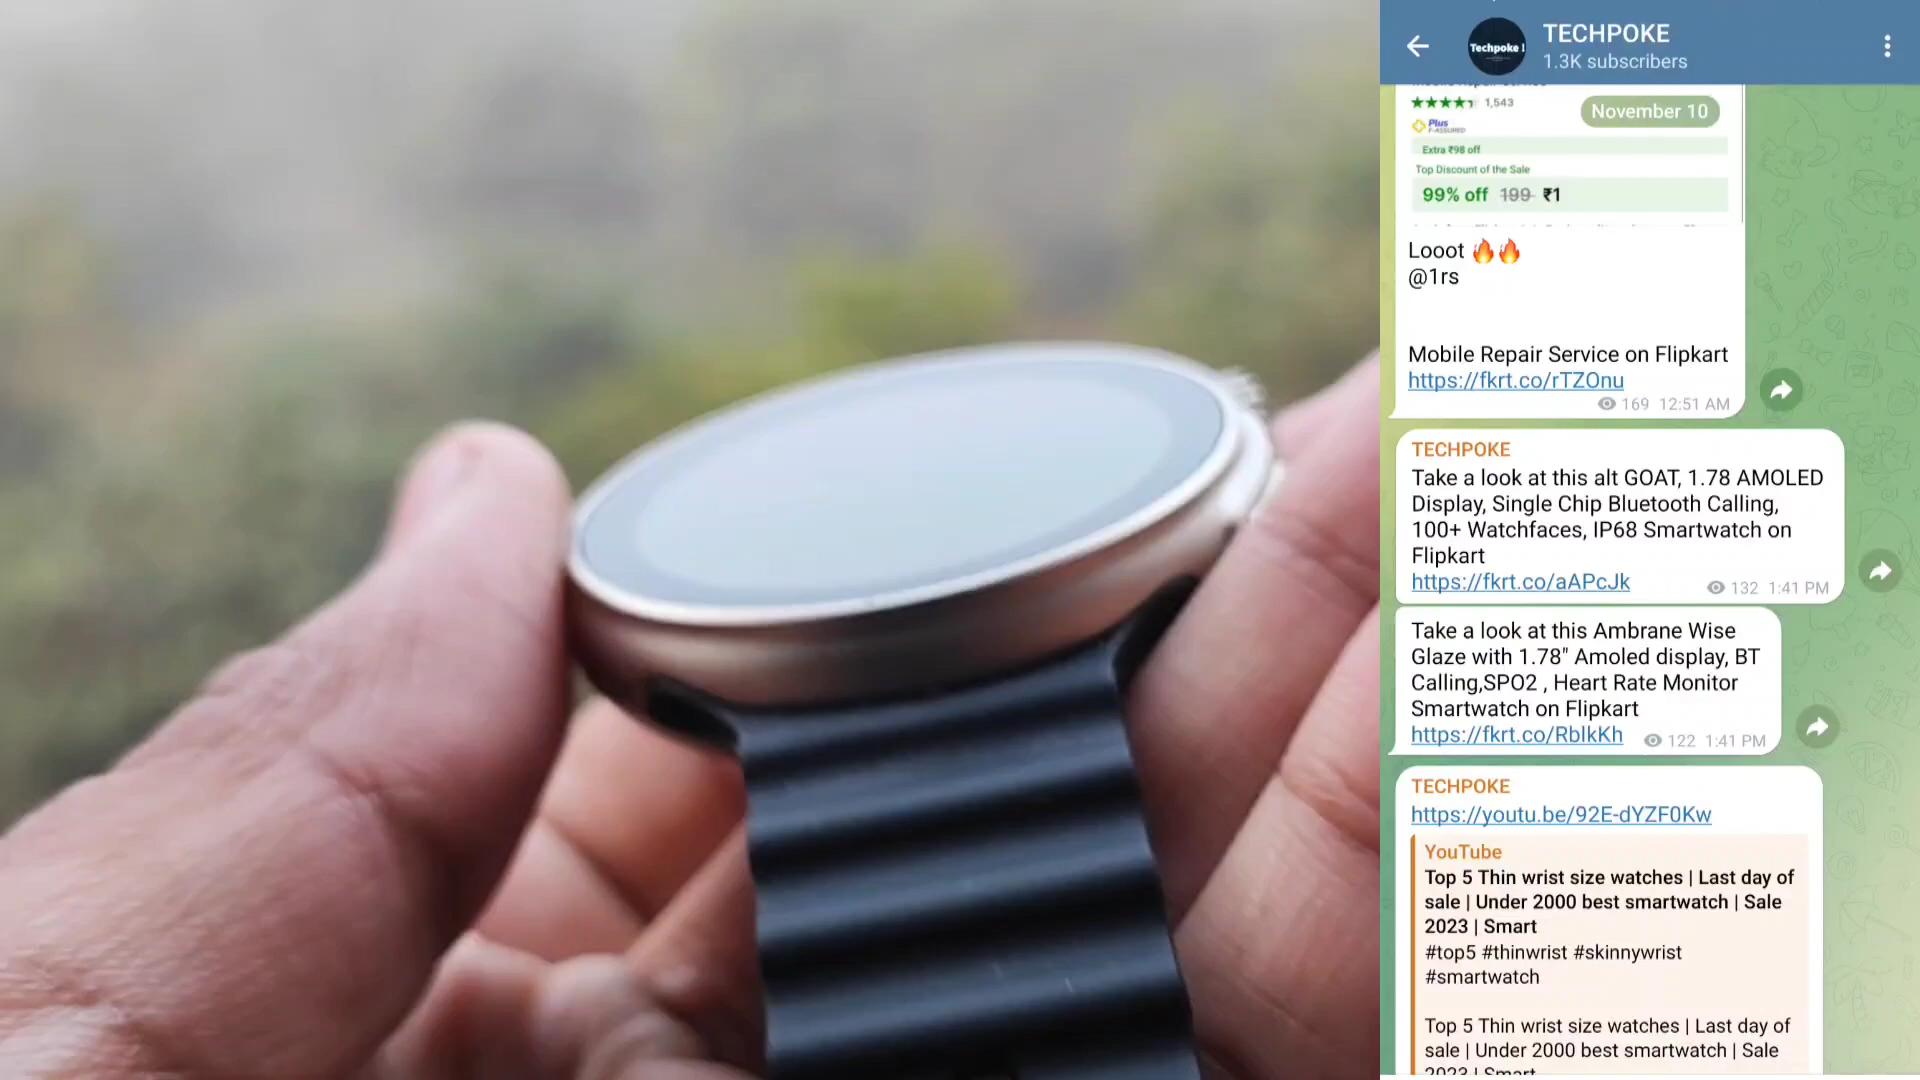 TECHPOKE
Techpoke !
1.3K subscribers
1,543
November 10
Plus
F-ASSURED
Extra ₹98 off
Top Discount of the Sale
99% off 199 ₹1
Looot 🔥🔥
@1rs
Mobile Repair Service on Flipkart
https://fkrt.co/rTZOnu
169 12:51 AM
TECHPOKE
Take a look at this alt GOAT, 1.78 AMOLED
Display, Single Chip Bluetooth Calling,
100+ Watchfaces, IP68 Smartwatch on
Flipkart
https://fkrt.co/aAPcJk
132 1:41 PM
Take a look at this Ambrane Wise
Glaze with 1.78" Amoled display, BT
Calling,SPO2 , Heart Rate Monitor
Smartwatch on Flipkart
https://fkrt.co/RblkKh
122 1:41 PM
TECHPOKE
https://youtu.be/92E-dYZF0Kw
YouTube
Top 5 Thin wrist size watches | Last day of
sale | Under 2000 best smartwatch | Sale
2023 | Smart
#top5 #thinwrist #skinnywrist
#smartwatch
Top 5 Thin wrist size watches | Last day of
sale | Under 2000 best smartwatch | Sale
2023 | Smart